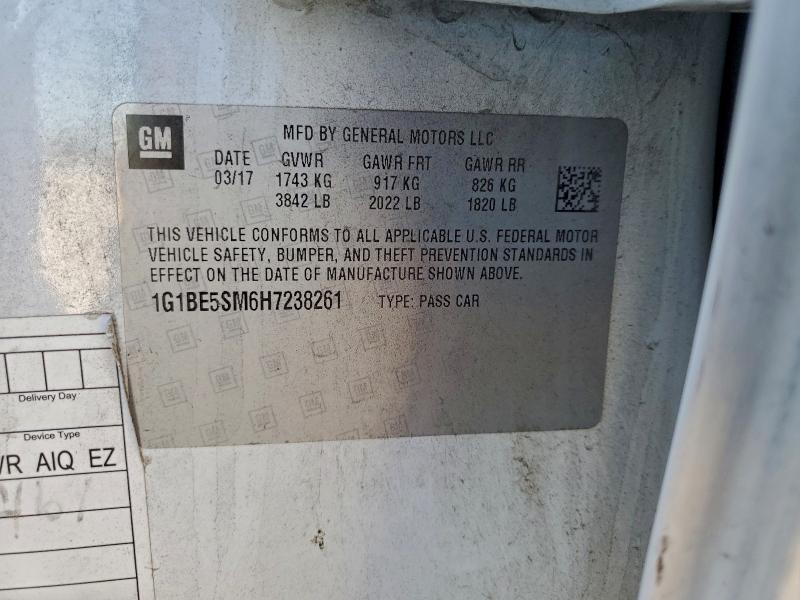 GM
MFD BY GENERAL MOTORS LLC
DATE GVWR GAWR FRT GAWR RR
03/17 1743 KG 917 KG 826 KG
3842 LB 2022 LB 1820 LB
THIS VEHICLE CONFORMS TO ALL APPLICABLE U.S. FEDERAL MOTOR
VEHICLE SAFETY, BUMPER, AND THEFT PREVENTION STANDARDS IN
EFFECT ON THE DATE OF MANUFACTURE SHOWN ABOVE.
1G1BE5SM6H7238261 TYPE: PASS CAR
Delivery Day
Device Type
AIQ EZ